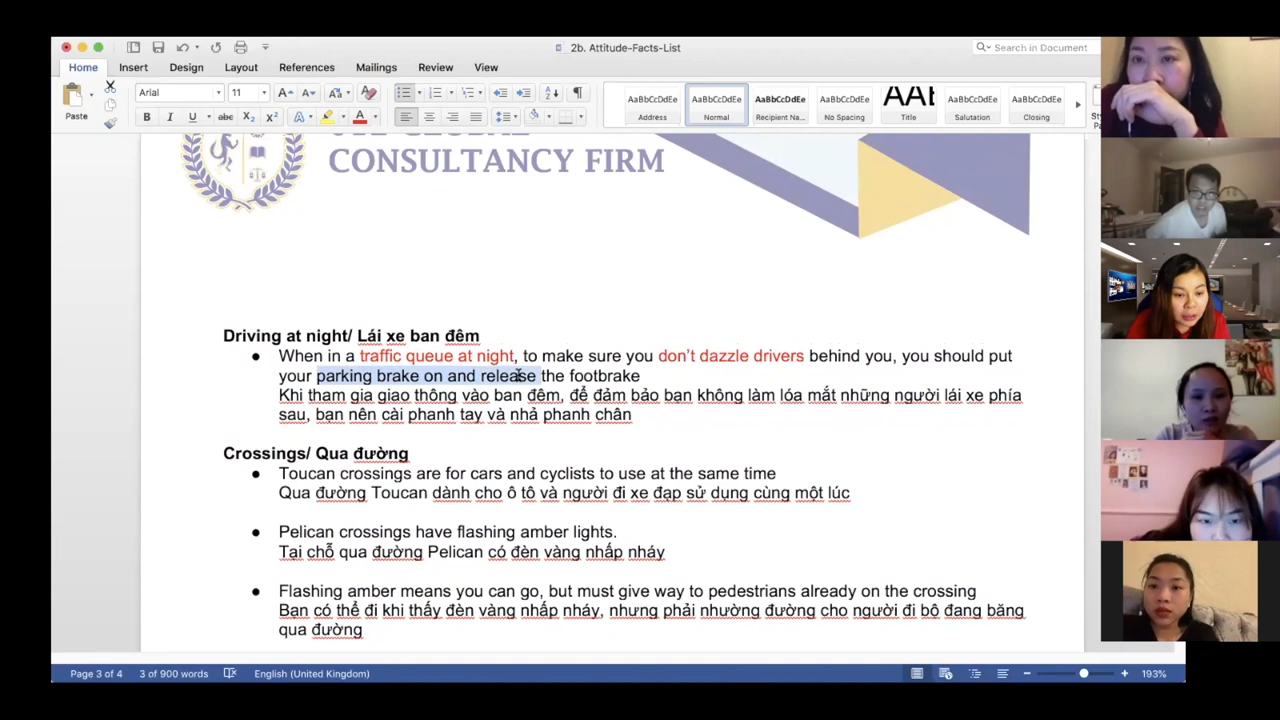 2b. Attitude-Facts-List
Search in Document
Home Insert Design Layout References Mailings Review View
Paste
Arial 11
B I U abc X₂ X²
AaBbCcDdEe AaBbCcDdEe AaBbCcDdEe AaBbCcDdEe AaBbCcDdEe AaBbCcDdEe
Address Normal Recipient Na... No Spacing Title Salutation Closing
CONSULTANCY FIRM
Driving at night/ Lái xe ban đêm
● When in a traffic queue at night, to make sure you don't dazzle drivers behind you, you should put
your parking brake on and release the footbrake
Khi tham gia giao thông vào ban đêm, để đảm bảo bạn không làm lóa mắt những người lái xe phía
sau, bạn nên cài phanh tay và nhả phanh chân
Crossings/ Qua đường
● Toucan crossings are for cars and cyclists to use at the same time
Qua đường Toucan dành cho ô tô và người đi xe đạp sử dụng cùng một lúc
● Pelican crossings have flashing amber lights.
Tại chỗ qua đường Pelican có đèn vàng nhấp nháy
● Flashing amber means you can go, but must give way to pedestrians already on the crossing
Bạn có thể đi khi thấy đèn vàng nhấp nháy, nhưng phải nhường đường cho người đi bộ đang băng
qua đường
Page 3 of 4 3 of 900 words English (United Kingdom) 193%